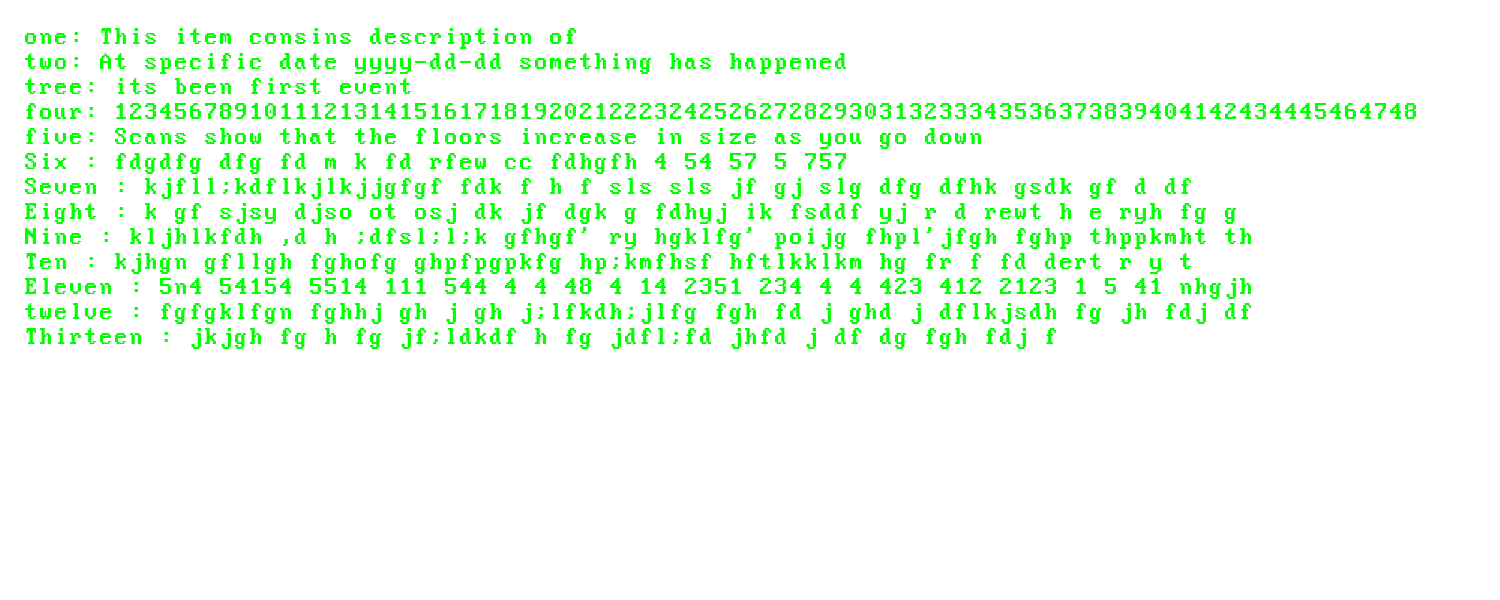 one: This item consins description of
two: At specific date yyyy-dd-dd something has happened
tree: its been first event
four: 123456789101112131415161718192021222324252627282930313233343536373839404142434445464748
five: Scans show that the floors increase in size as you go down
Six : fdgdfg dfg fd m k fd rfew cc fdhgfh 4 54 57 5 757
Seven : kjfll;kdflkjlkjjgfgf fdk f h f sls sls jf gj slg dfg dfhk gsdk gf d df
Eight : k gf sjsy djso ot osj dk jf dgk g fdhyj ik fsddf yj r d rewt h e ryh fg g
Nine : kljhlkfdh ,d h ;dfsl;l;k gfhgf' ry hgklfg' poijg fhpl'jfgh fghp thppkmht th
Ten : kjhgn gfllgh fghofg ghpfpgpkfg hp;kmfhsf hftlkklkm hg fr f fd dert r y t
Eleven : 5n4 54154 5514 111 544 4 4 48 4 14 2351 234 4 4 423 412 2123 1 5 41 nhgjh
twelve : fgfgklfgn fghhj gh j gh j;lfkdh;jlfg fgh fd j ghd j dflkjsdh fg jh fdj df
Thirteen : jkjgh fg h fg jf;ldkdf h fg jdfl;fd jhfd j df dg fgh fdj f